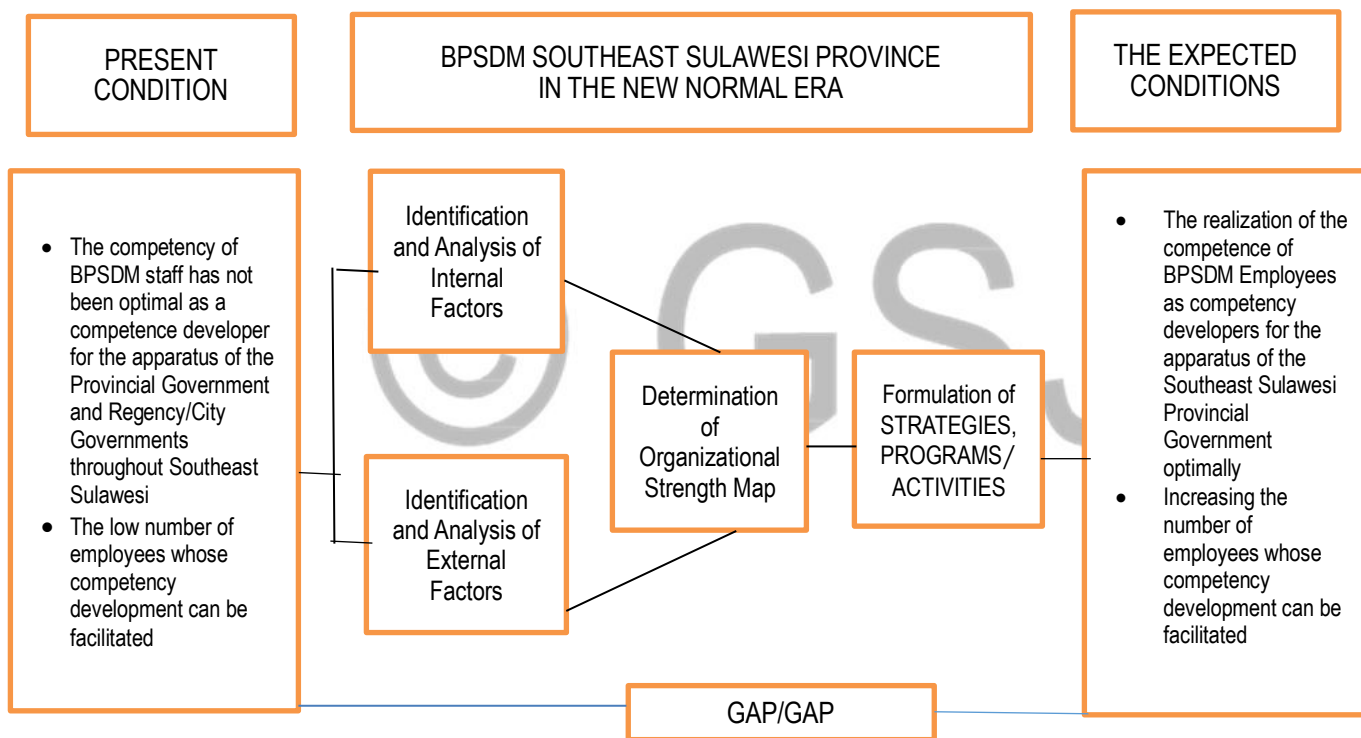 PRESENT
CONDITION
BPSDM SOUTHEAST SULAWESI PROVINCE
IN THE NEW NORMAL ERA
THE EXPECTED
CONDITIONS
• The competency of
BPSDM staff has not
been optimal as a
competence developer
for the apparatus of the
Provincial Government
and Regency/City
Governments
throughout Southeast
Sulawesi
• The low number of
employees whose
competency
development can be
facilitated
Identification
and Analysis of
Internal
Factors
Identification
and Analysis of
External
Factors
Determination
of
Organizational
Strength Map
Formulation of
STRATEGIES,
PROGRAMS/
ACTIVITIES
• The realization of the
competence of
BPSDM Employees
as competency
developers for the
apparatus of the
Southeast Sulawesi
Provincial
Government
optimally
• Increasing the
number of
employees whose
competency
development can be
facilitated
GAP/GAP
© GSJ